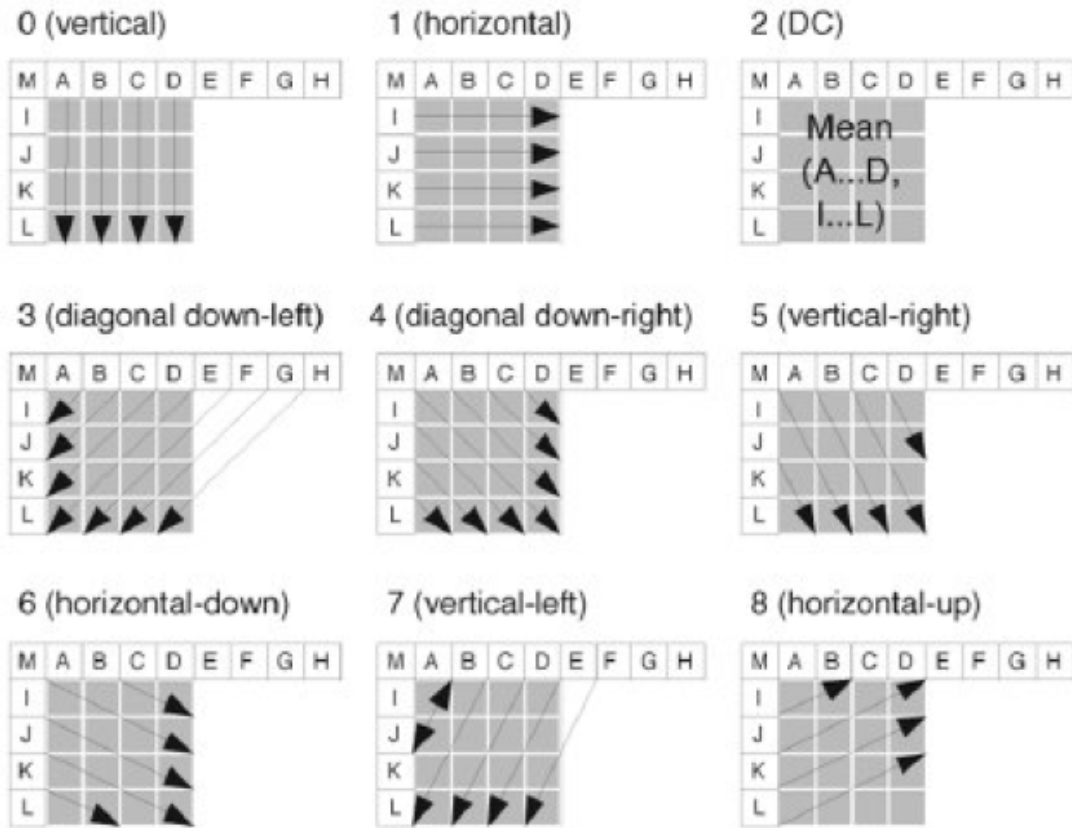 0 (vertical)
1 (horizontal)
2 (DC)
M A B C D E F G H
M A B C D E F G H
M A B C D E F G H
I
J
K
L
I
J
K
L
I
J
K
L
Mean
(A...D,
I...L)
3 (diagonal down-left)
4 (diagonal down-right)
5 (vertical-right)
M A B C D E F G H
M A B C D E F G H
M A B C D E F G H
I
J
K
L
I
J
K
L
I
J
K
L
6 (horizontal-down)
7 (vertical-left)
8 (horizontal-up)
M A B C D E F G H
M A B C D E F G H
M A B C D E F G H
I
J
K
L
I
J
K
L
I
J
K
L